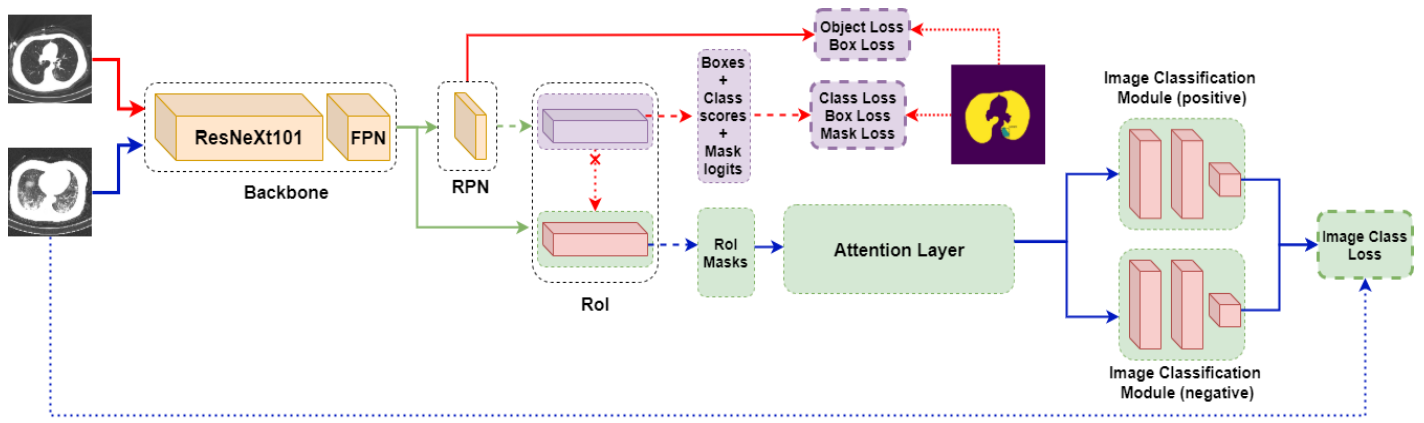 ResNeXt101
FPN
Backbone
RPN
RoI
Boxes
+
Class
scores
+
Mask
logits
Object Loss
Box Loss
Class Loss
Box Loss
Mask Loss
RoI
Masks
Attention Layer
Image Classification
Module (positive)
Image Classification
Module (negative)
Image Class
Loss